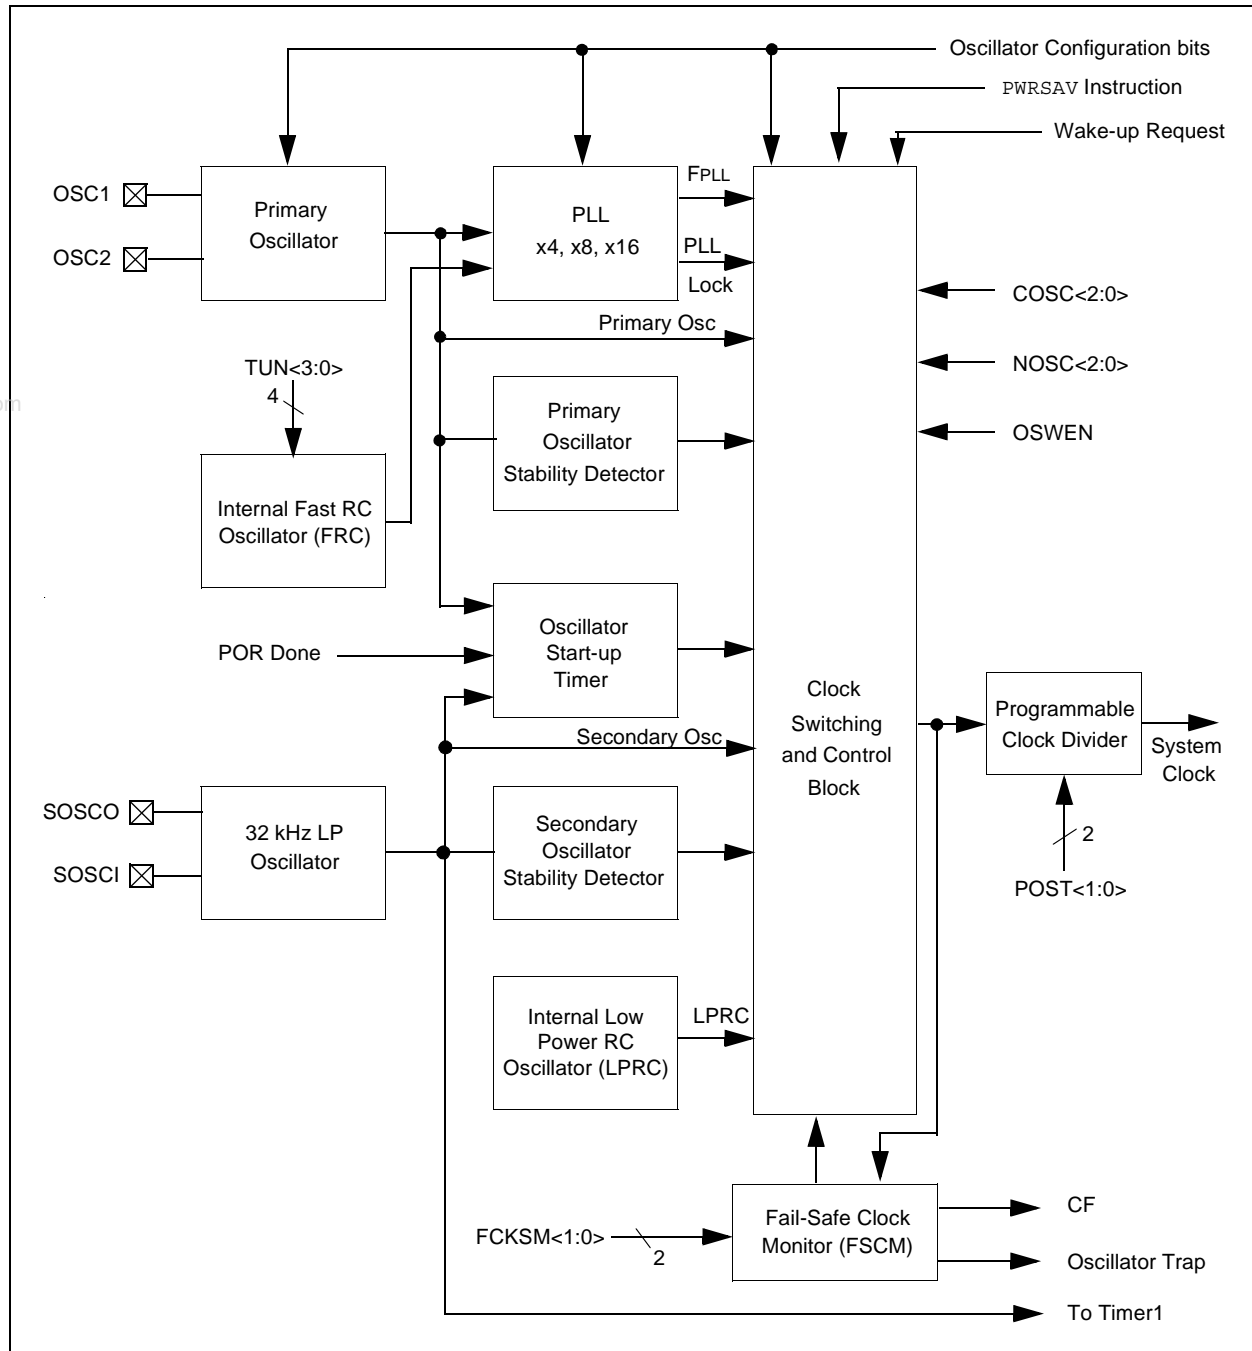 Oscillator Configuration bits
PWRSAV Instruction
Wake-up Request
OSC1
OSC2
Primary
Oscillator
PLL
x4, x8, x16
FPLL
PLL
Lock
COSC<2:0>
Primary Osc
NOSC<2:0>
TUN<3:0>
4
om
Primary
Oscillator
Stability Detector
OSWEN
Internal Fast RC
Oscillator (FRC)
POR Done
Oscillator
Start-up
Timer
Clock
Switching
and Control
Block
Programmable
Clock Divider
System
Clock
Secondary Osc
SOSCO
SOSCI
32 kHz LP
Oscillator
Secondary
Oscillator
Stability Detector
2
POST<1:0>
Internal Low
Power RC
Oscillator (LPRC)
LPRC
FCKSM<1:0>
2
Fail-Safe Clock
Monitor (FSCM)
CF
Oscillator Trap
To Timer1